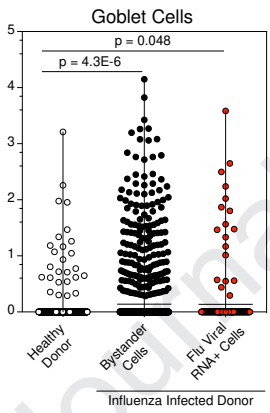 Goblet Cells
5
p = 0.048
p = 4.3E-6
4
3
2
1
0
Healthy
Donor
Bystander
Cells
Flu Viral
RNA+ Cells
Influenza Infected Donor
Journal